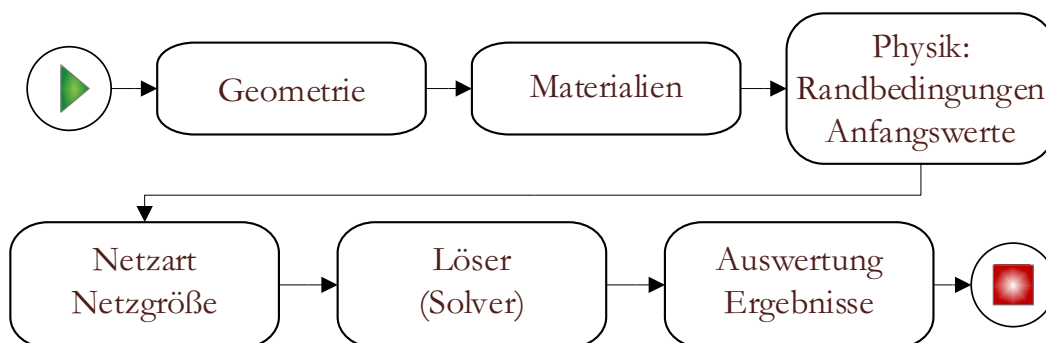 Geometrie
Materialien
Physik:
Randbedingungen
Anfangswerte
Netzart
Netzgröße
Löser
(Solver)
Auswertung
Ergebnisse